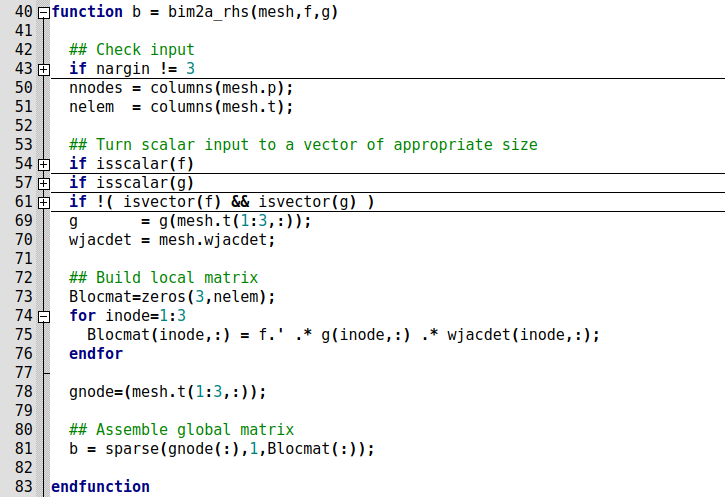 40 function b = bim2a_rhs(mesh,f,g)
41
42 ## Check input
43 if nargin != 3
50 nnodes = columns(mesh.p);
51 nelem  = columns(mesh.t);
52
53 ## Turn scalar input to a vector of appropriate size
54 if isscalar(f)
57 if isscalar(g)
61 if !( isvector(f) && isvector(g) )
69 g       = g(mesh.t(1:3,:));
70 wjacdet = mesh.wjacdet;
71
72 ## Build local matrix
73 Blocmat=zeros(3,nelem);
74 for inode=1:3
75 Blocmat(inode,:) = f.' .* g(inode,:) .* wjacdet(inode,:);
76 endfor
77
78 gnode=(mesh.t(1:3,:));
79
80 ## Assemble global matrix
81 b = sparse(gnode(:),1,Blocmat(:));
82
83 endfunction